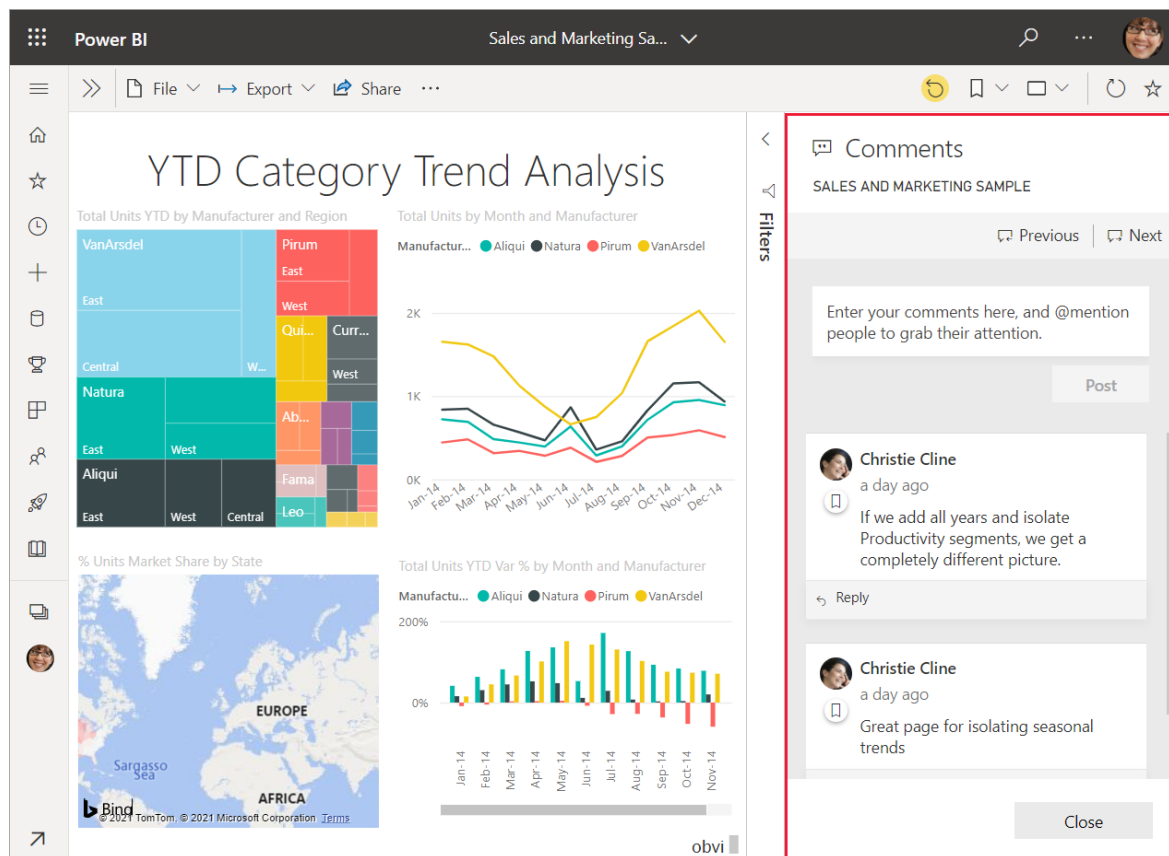 Power BI
Sales and Marketing Sa...
File
Export
Share
YTD Category Trend Analysis
Total Units YTD by Manufacturer and Region
VanArsdel
East
Central
W...
Pirum
East
West
Qui...
Curr...
West
Natura
East
West
Ab...
Aliqui
East
West
Central
Fama
Leo
Total Units by Month and Manufacturer
Manufactur... Aliqui Natura Pirum VanArsdel
2K
1K
0K
Jan-14 Feb-14 Mar-14 Apr-14 May-14 Jun-14 Jul-14 Aug-14 Sep-14 Oct-14 Nov-14 Dec-14
% Units Market Share by State
EUROPE
Sargasso
Sea
AFRICA
Bing
© 2021 TomTom, © 2021 Microsoft Corporation Terms
Total Units YTD Var % by Month and Manufacturer
Manufactu... Aliqui Natura Pirum VanArsdel
200%
0%
Jan-14 Feb-14 Mar-14 Apr-14 May-14 Jun-14 Jul-14 Aug-14 Sep-14 Oct-14 Nov-14
obvi
Filters
Comments
SALES AND MARKETING SAMPLE
Previous Next
Enter your comments here, and @mention
people to grab their attention.
Post
Christie Cline
a day ago
If we add all years and isolate
Productivity segments, we get a
completely different picture.
Reply
Christie Cline
a day ago
Great page for isolating seasonal
trends
Close